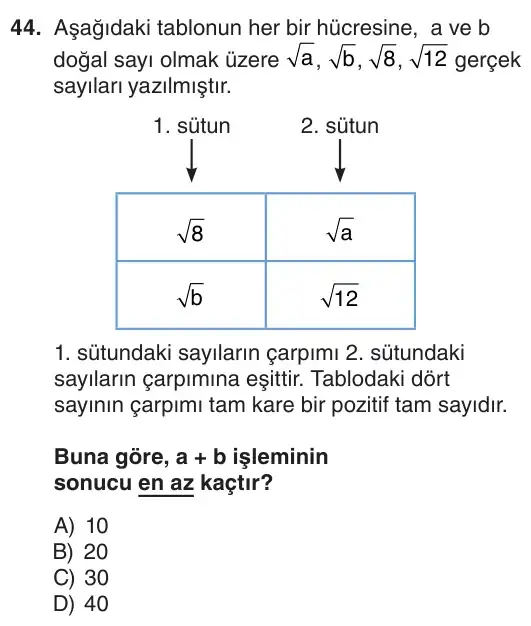 44. Aşağıdaki tablonun her bir hücresine, a ve b
doğal sayı olmak üzere √a, √b, √8, √12 gerçek
sayıları yazılmıştır.
1. sütun 2. sütun
√8 √a
√b √12
1. sütundaki sayıların çarpımı 2. sütundaki
sayıların çarpımına eşittir. Tablodaki dört
sayının çarpımı tam kare bir pozitif tam sayıdır.
Buna göre, a + b işleminin
sonucu en az kaçtır?
A) 10
B) 20
C) 30
D) 40